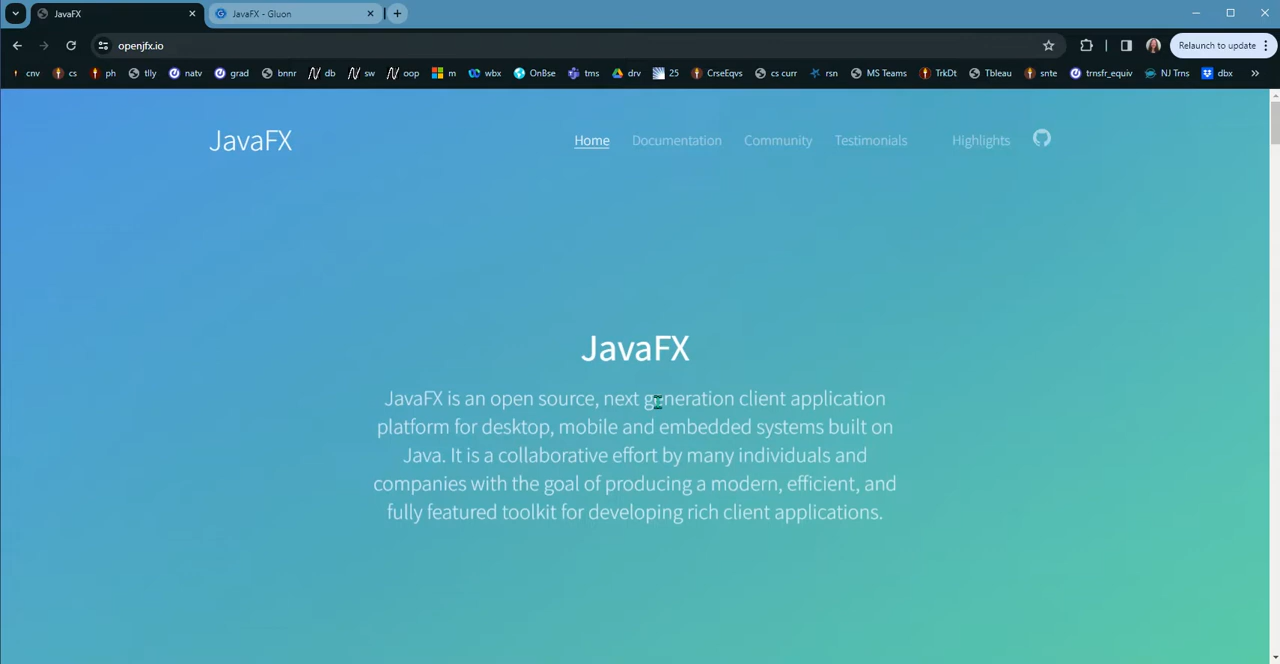 JavaFX
JavaFX - Gluon
openjfx.io
Relaunch to update
cnv cs ph tlly natv grad bnnr db sw oop m wbx OnBse tms drv 25 CrseEqvs cs curr rsn MS Teams TrkDt Tbleau snte trnsfr_equiv NJ Trns dbx
JavaFX Home Documentation Community Testimonials Highlights
JavaFX
JavaFX is an open source, next generation client application
platform for desktop, mobile and embedded systems built on
Java. It is a collaborative effort by many individuals and
companies with the goal of producing a modern, efficient, and
fully featured toolkit for developing rich client applications.